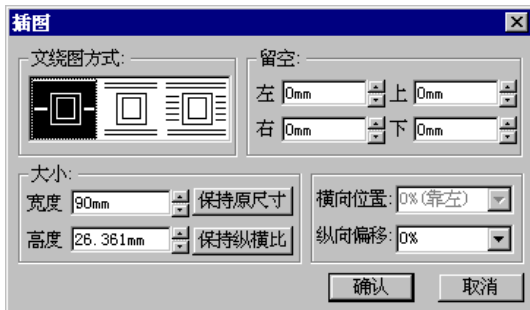 插图
文绕图方式:
留空:
左 0mm 上 0mm
右 0mm 下 0mm
大小:
宽度 90mm 保持原尺寸
高度 26.361mm 保持纵横比
横向位置: 0%(靠左)
纵向偏移: 0%
确认 取消